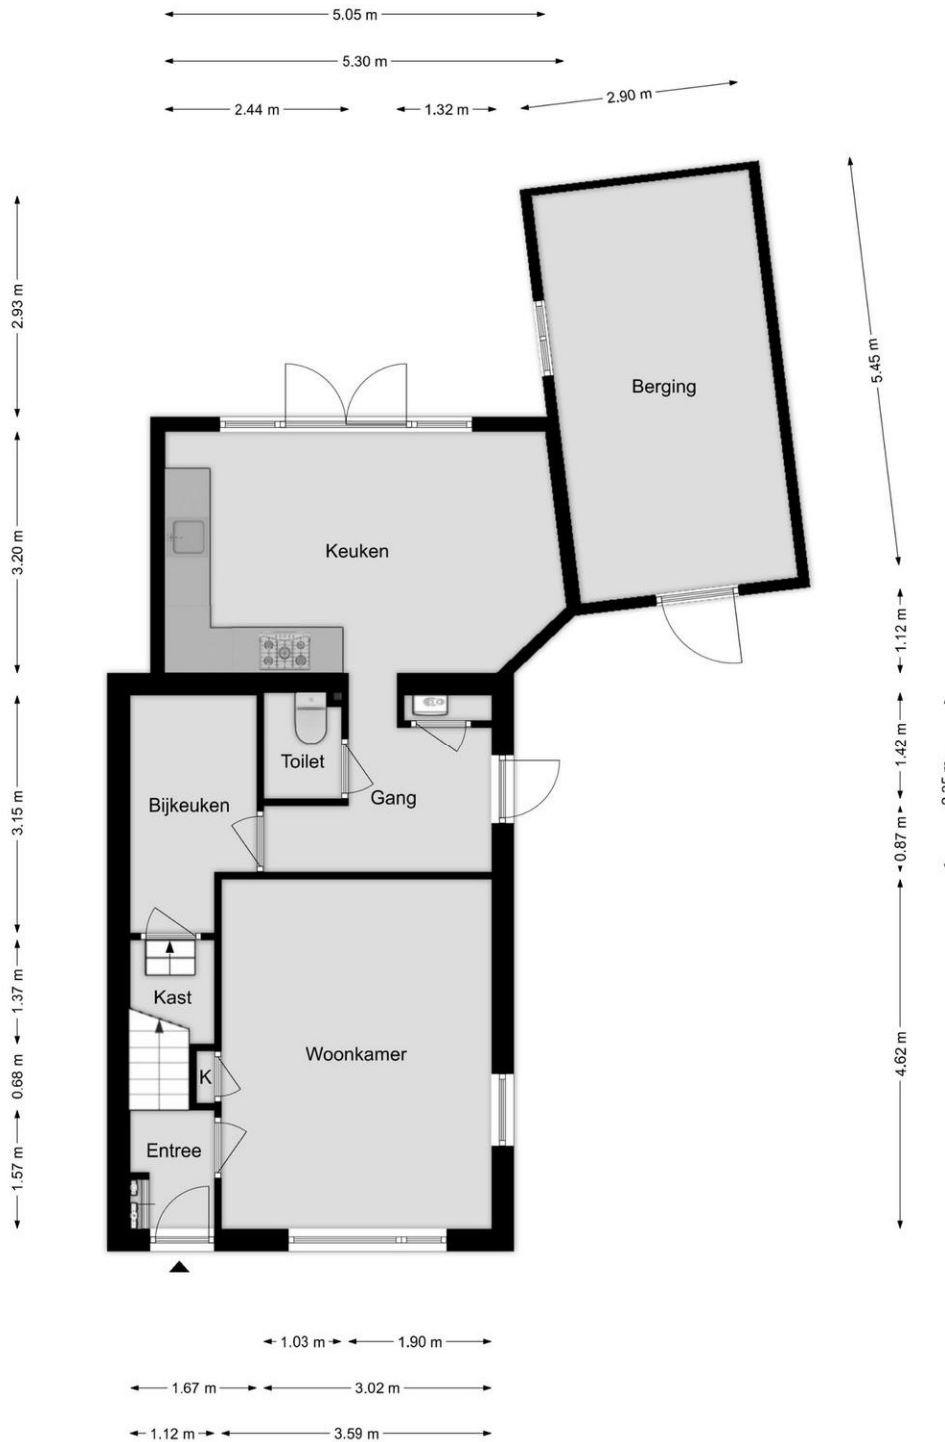 5.05 m
5.30 m
2.44 m
1.32 m
2.90 m
2.93 m
5.45 m
Berging
3.20 m
Keuken
1.12 m
Toilet
1.42 m
Bijkeuken
Gang
3.15 m
0.87 m
1.37 m
Kast
4.62 m
Woonkamer
0.68 m
K
Entree
1.57 m
1.03 m
1.90 m
1.67 m
3.02 m
1.12 m
3.59 m